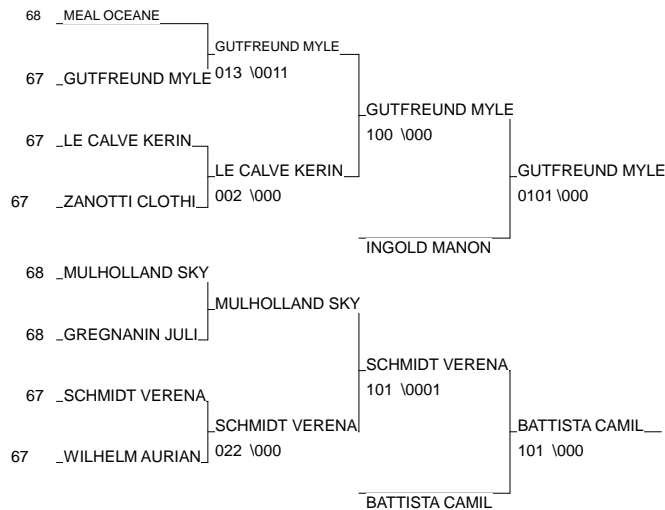 68 MEAL OCEANE
GUTFREUND MYLE
67 GUTFREUND MYLE 013 \0011
GUTFREUND MYLE
67 LE CALVE KERIN 100 \000
LE CALVE KERIN GUTFREUND MYLE
67 ZANOTTI CLOTHI 002 \000 0101 \000
INGOLD MANON
68 MULHOLLAND SKY
MULHOLLAND SKY
68 GREGNANIN JULI
SCHMIDT VERENA
67 SCHMIDT VERENA 101 \0001
SCHMIDT VERENA BATTISTA CAMIL
67 WILHELM AURIAN 022 \000 101 \000
BATTISTA CAMIL